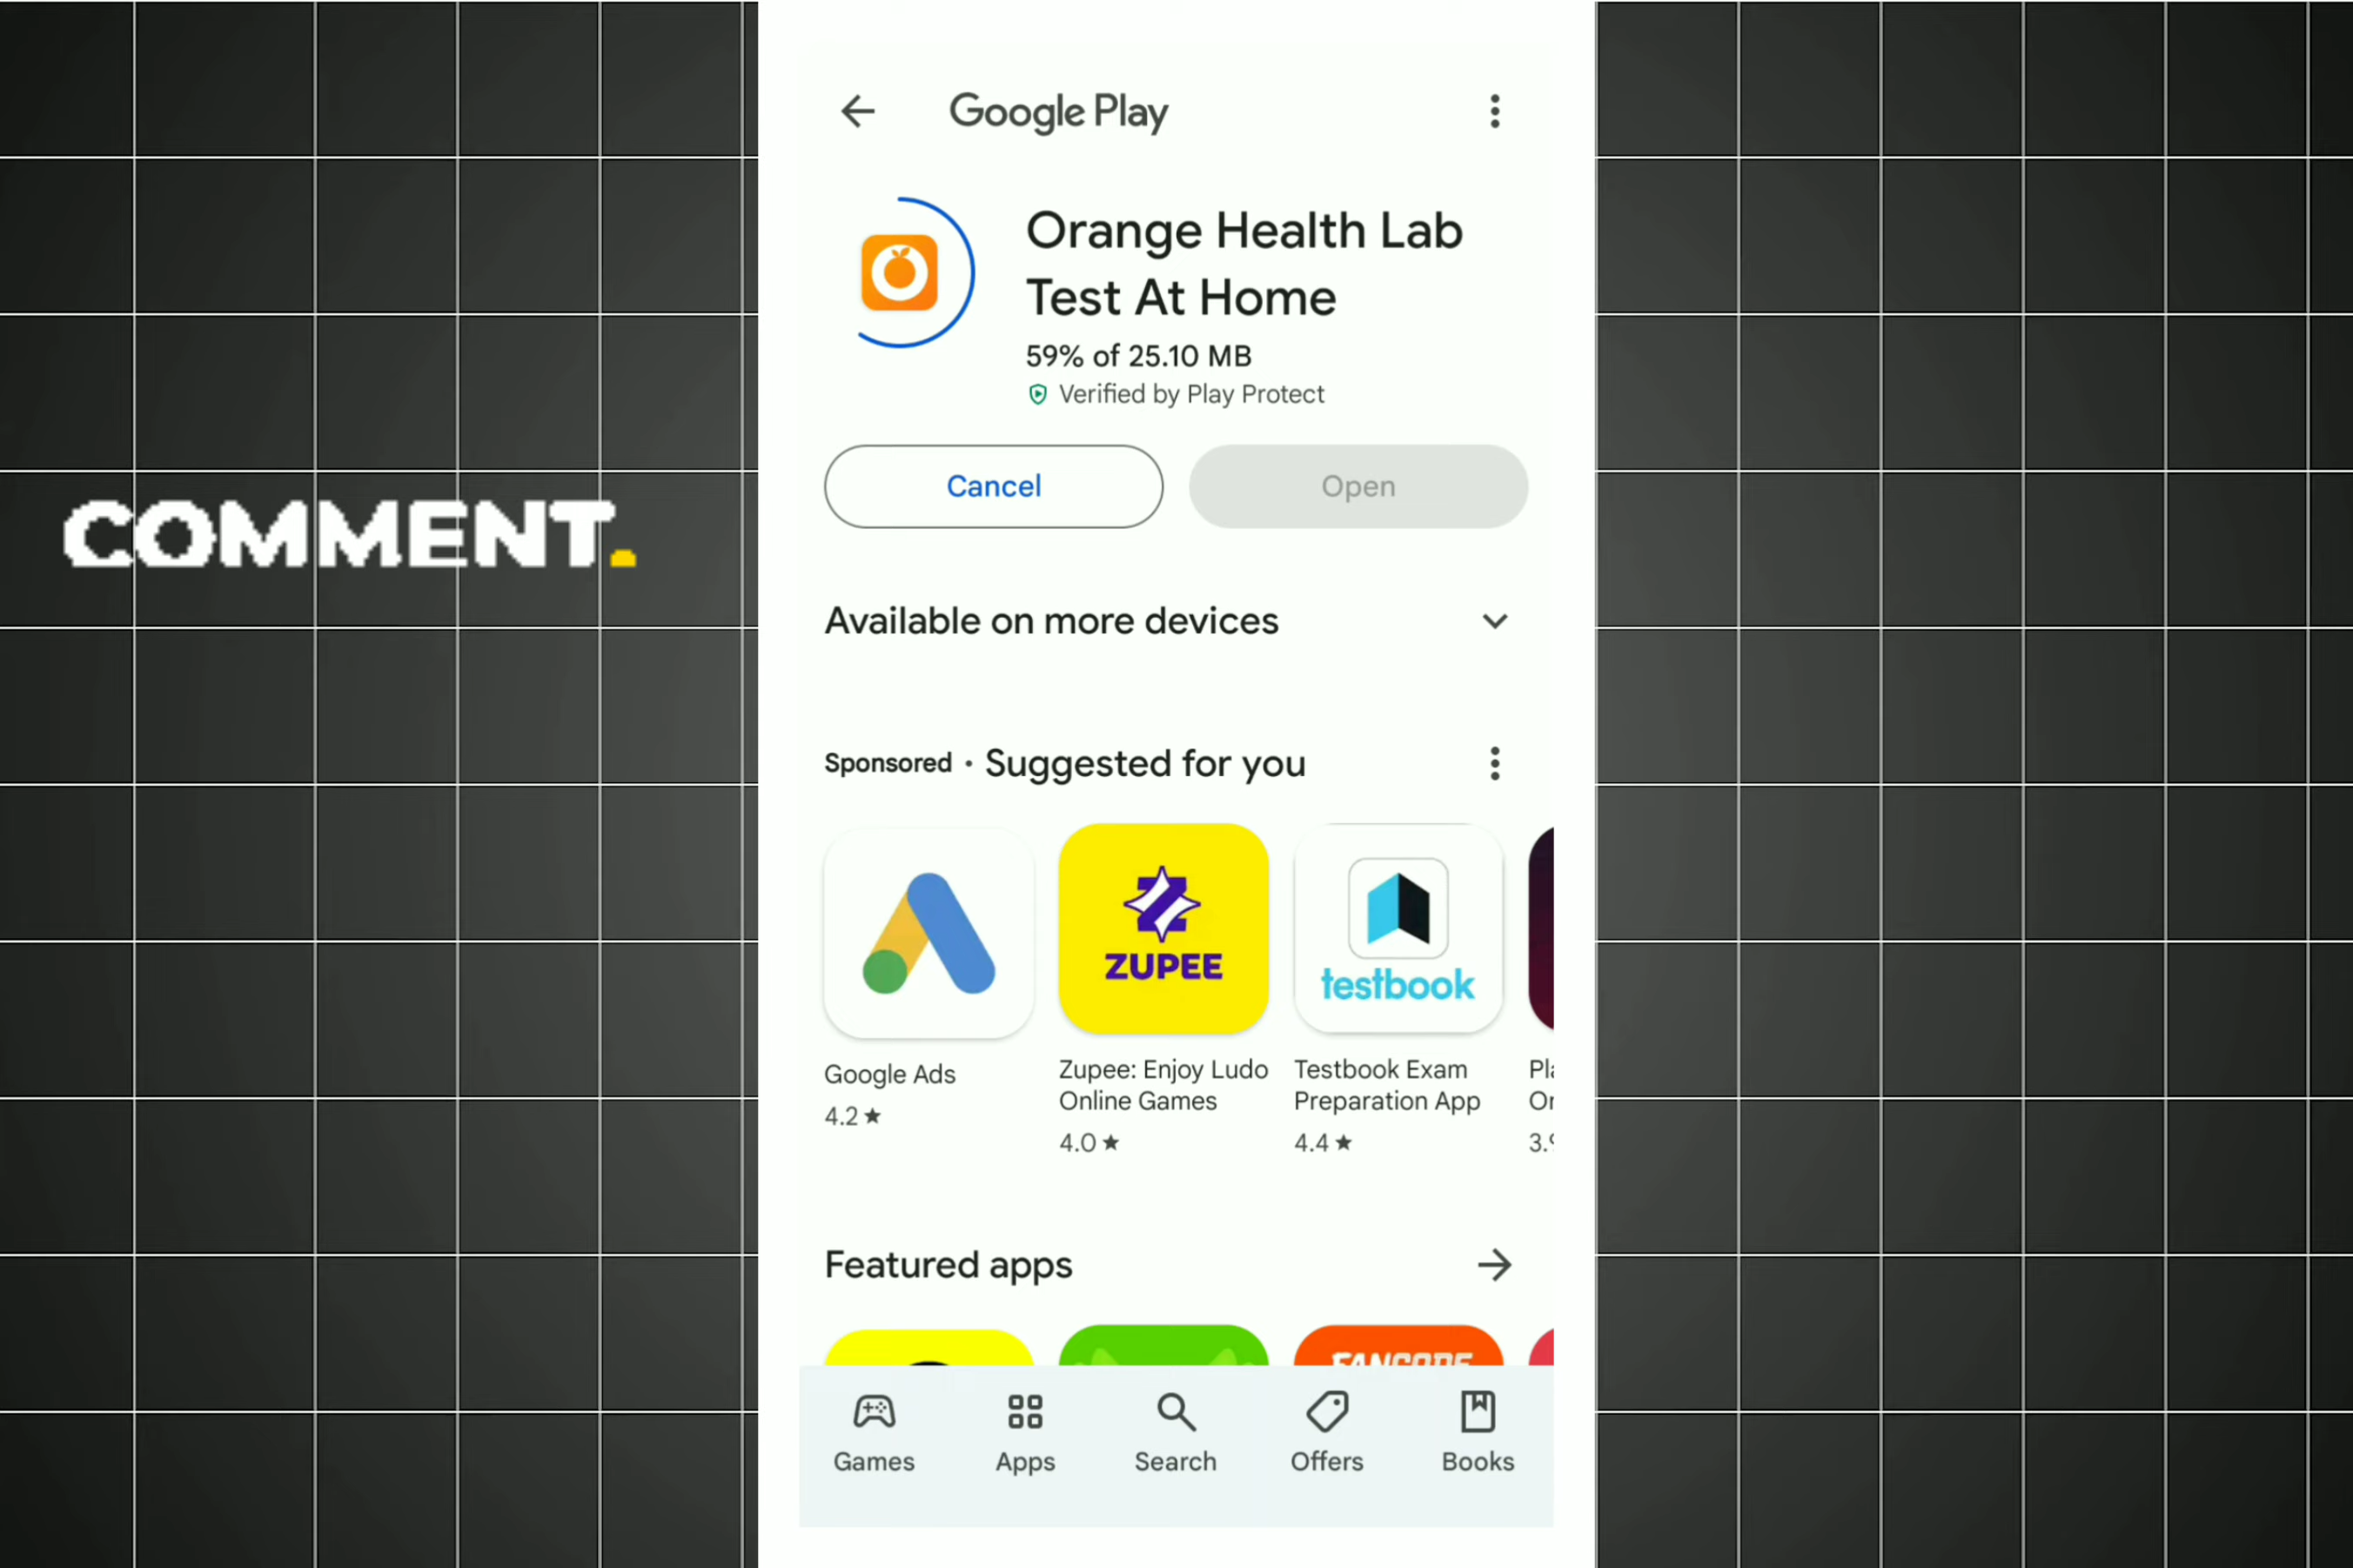 Google Play
Orange Health Lab
Test At Home
59% of 25.10 MB
Verified by Play Protect
Cancel
Open
COMMENT.
Available on more devices
Sponsored • Suggested for you
ZUPEE
testbook
Google Ads
4.2 ★
Zupee: Enjoy Ludo
Online Games
4.0 ★
Testbook Exam
Preparation App
4.4 ★
Featured apps
FANCODE
Games
Apps
Search
Offers
Books